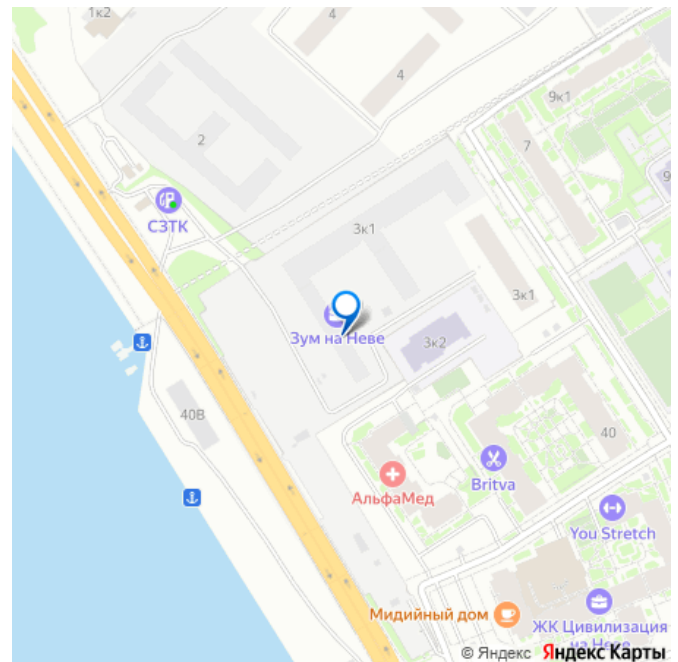 1к2
4
4
9к1
7
2
9
СЗТК
3к1
3к1
Зум на Неве
3к2
40В
40
Britva
АльфаМед
You Stretch
Мидийный дом
ЖК Цивилизация
на Неве
© Яндекс Яндекс Карты